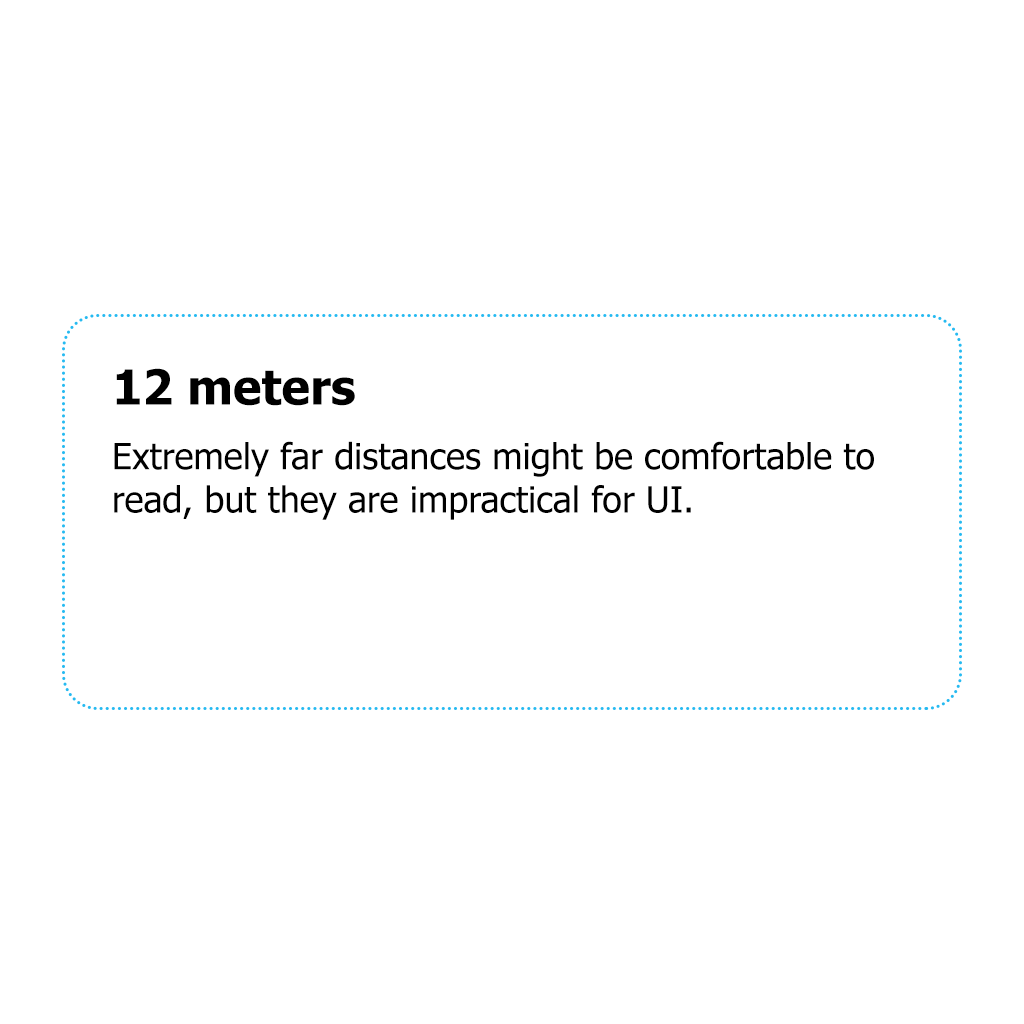 12 meters
Extremely far distances might be comfortable to
read, but they are impractical for UI.